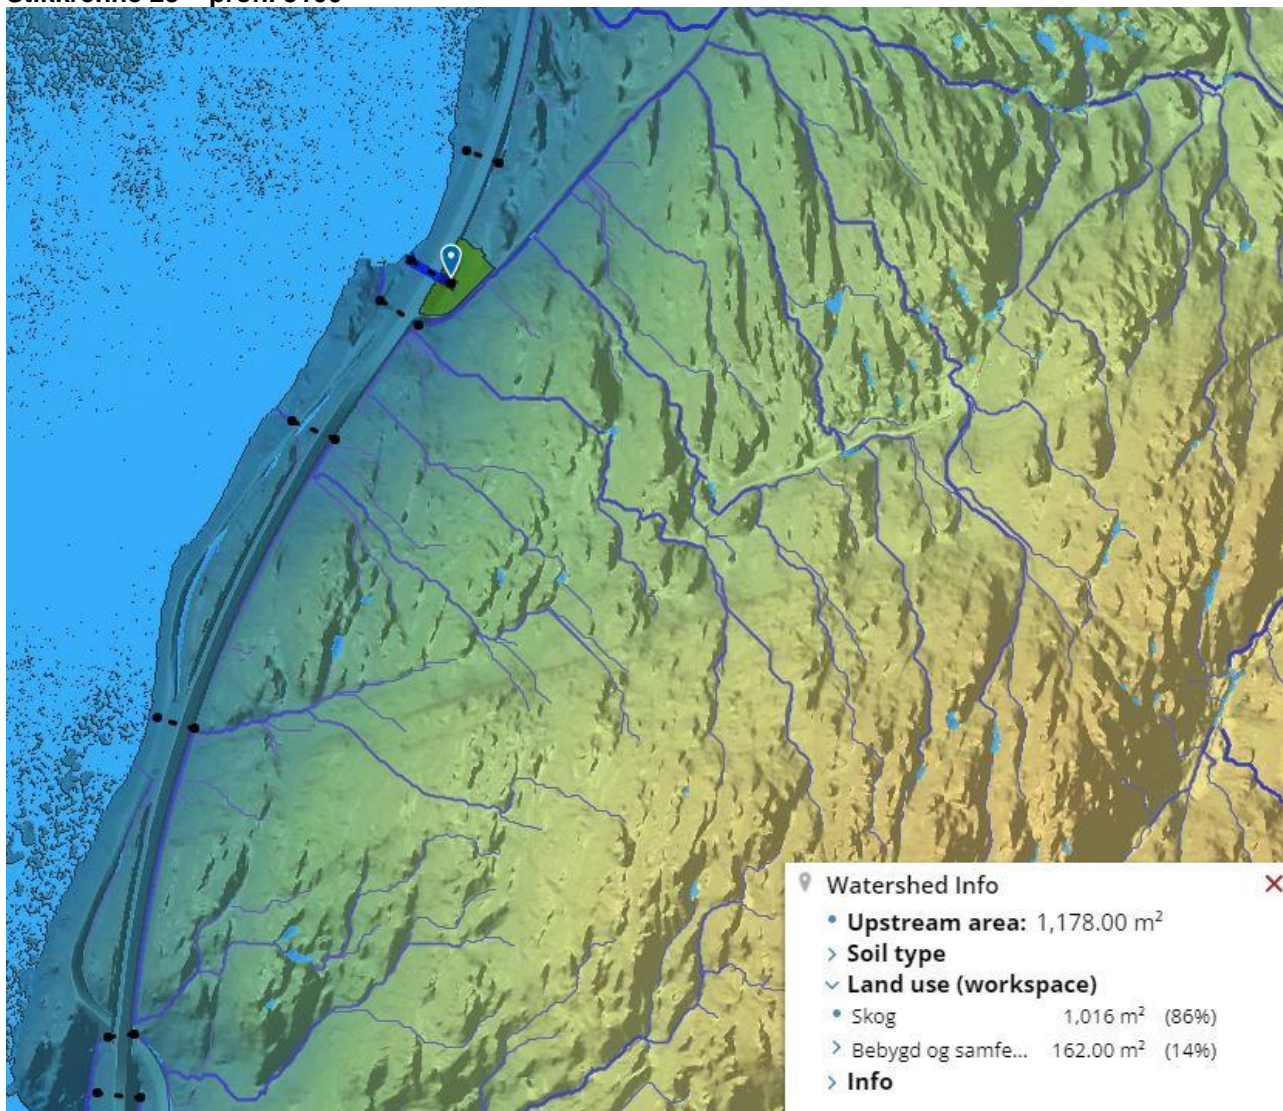 Watershed Info
Upstream area: 1,178.00 m²
Soil type
Land use (workspace)
Skog 1,016 m² (86%)
Bebygd og samfe... 162.00 m² (14%)
Info